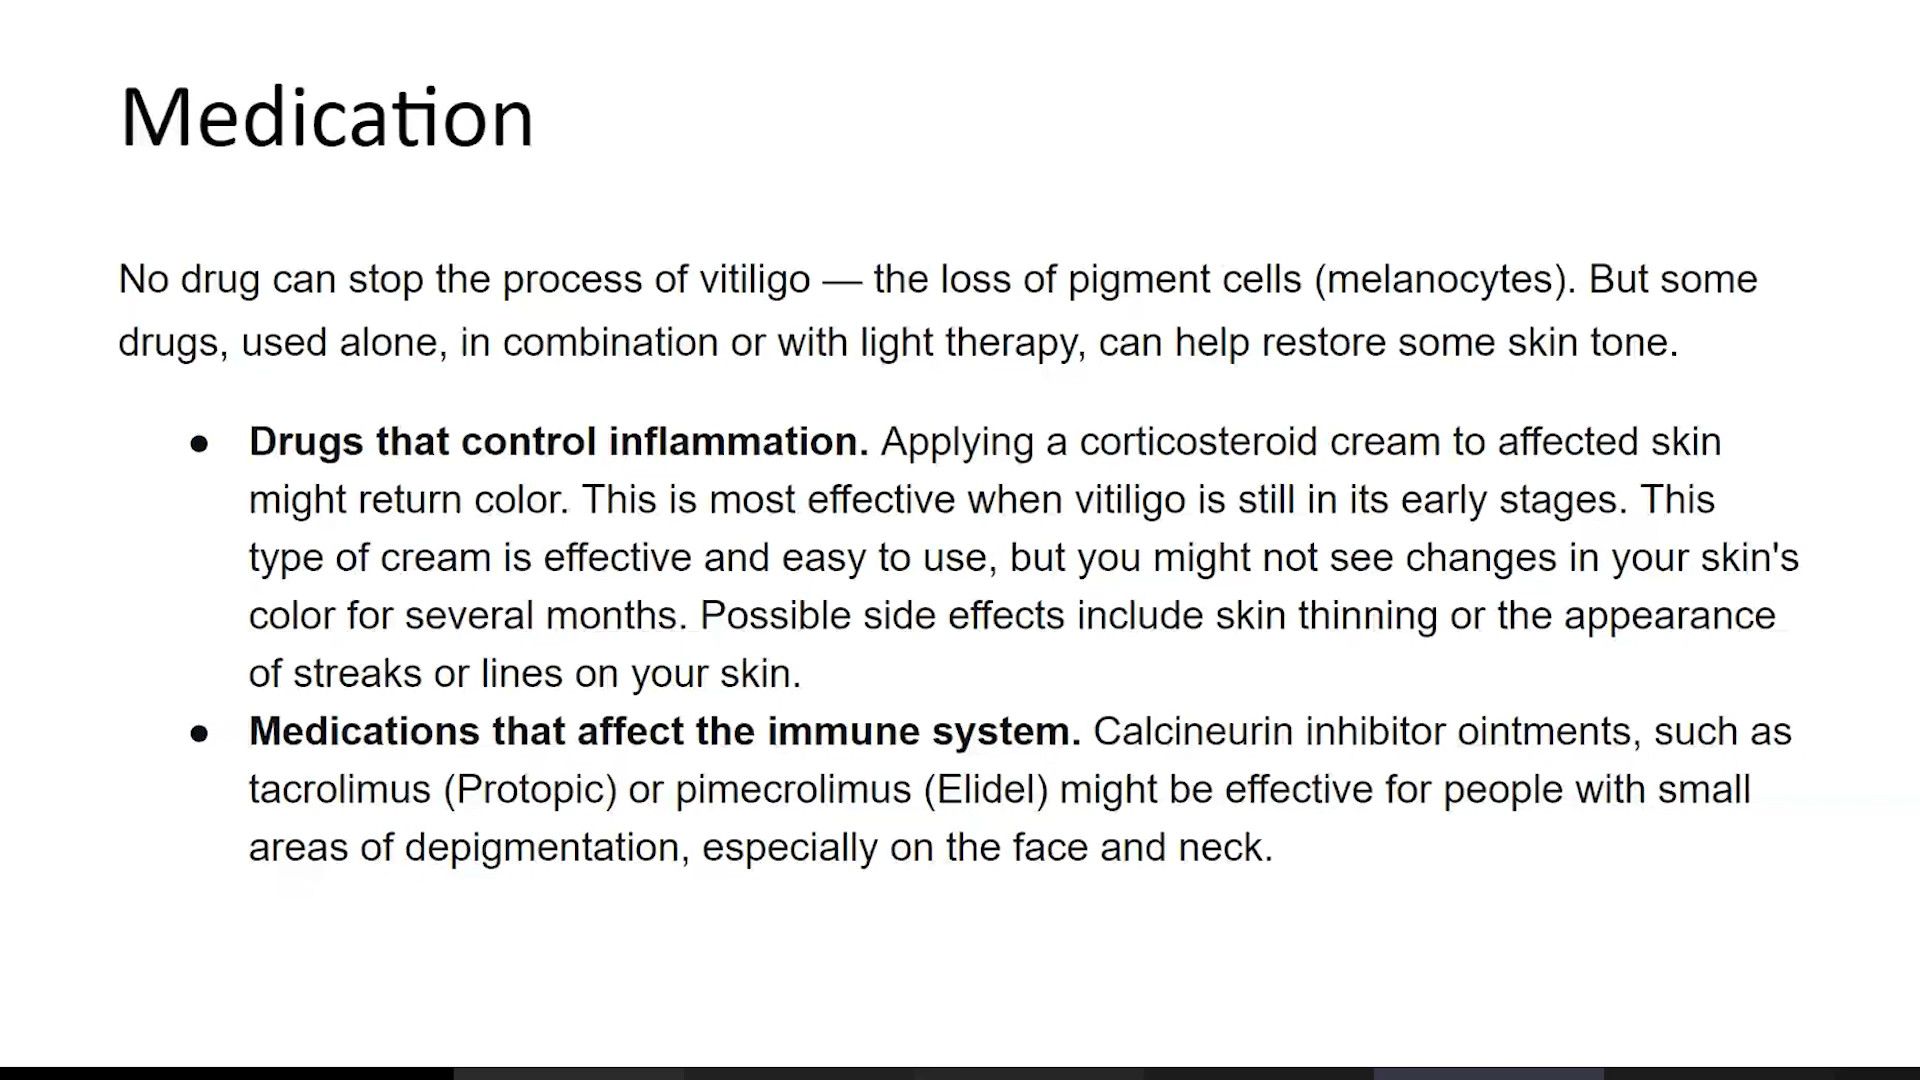 Medication
No drug can stop the process of vitiligo — the loss of pigment cells (melanocytes). But some
drugs, used alone, in combination or with light therapy, can help restore some skin tone.
● Drugs that control inflammation. Applying a corticosteroid cream to affected skin
might return color. This is most effective when vitiligo is still in its early stages. This
type of cream is effective and easy to use, but you might not see changes in your skin's
color for several months. Possible side effects include skin thinning or the appearance
of streaks or lines on your skin.
● Medications that affect the immune system. Calcineurin inhibitor ointments, such as
tacrolimus (Protopic) or pimecrolimus (Elidel) might be effective for people with small
areas of depigmentation, especially on the face and neck.